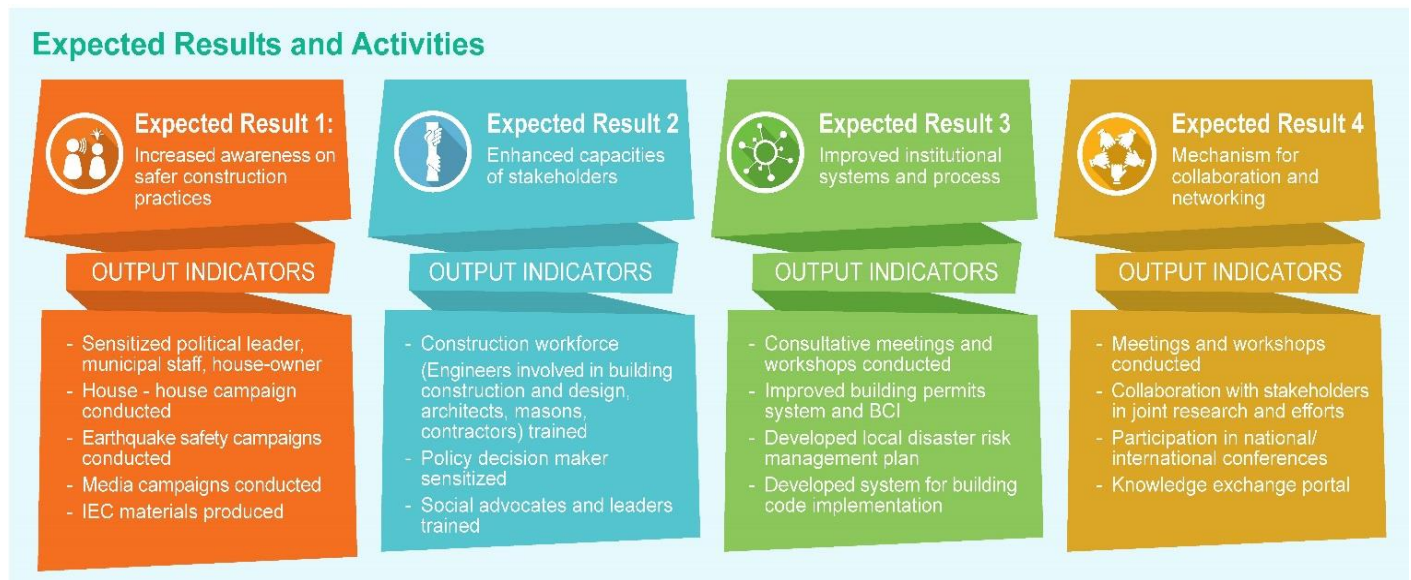 Expected Results and Activities
Expected Result 1:
Increased awareness on
safer construction
practices
OUTPUT INDICATORS
- Sensitized political leader,
municipal staff, house-owner
- House - house campaign
conducted
- Earthquake safety campaigns
conducted
- Media campaigns conducted
- IEC materials produced
Expected Result 2
Enhanced capacities
of stakeholders
OUTPUT INDICATORS
- Construction workforce
(Engineers involved in building
construction and design,
architects, masons,
contractors) trained
- Policy decision maker
sensitized
- Social advocates and leaders
trained
Expected Result 3
Improved institutional
systems and process
OUTPUT INDICATORS
- Consultative meetings and
workshops conducted
- Improved building permits
system and BCI
- Developed local disaster risk
management plan
- Developed system for building
code implementation
Expected Result 4
Mechanism for
collaboration and
networking
OUTPUT INDICATORS
- Meetings and workshops
conducted
- Collaboration with stakeholders
in joint research and efforts
- Participation in national/
international conferences
- Knowledge exchange portal